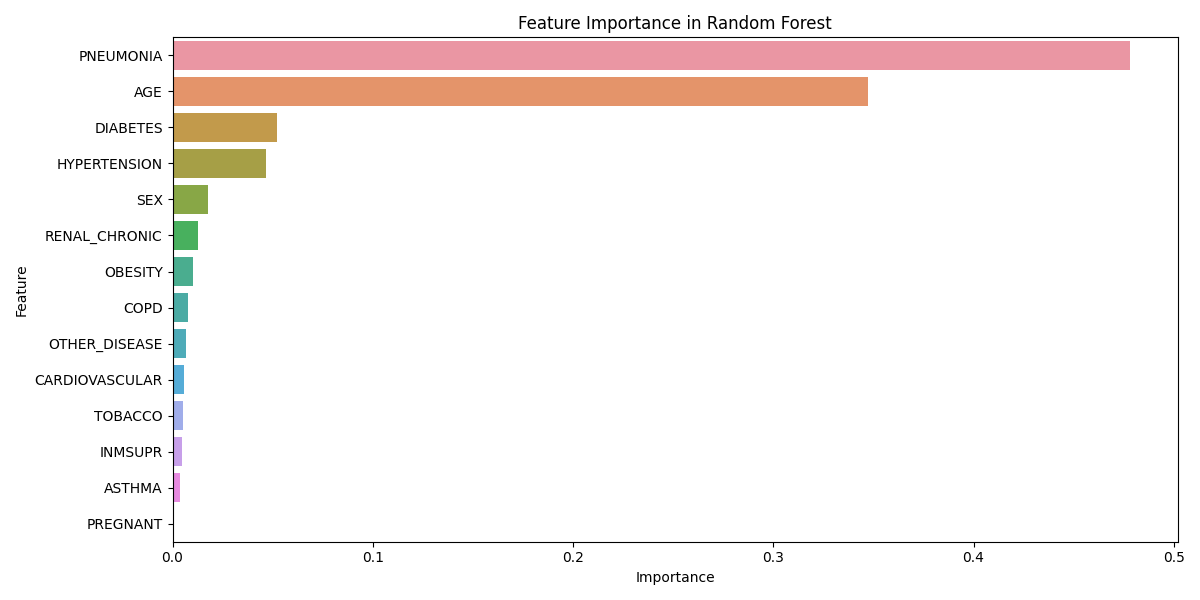 Feature Importance in Random Forest
PNEUMONIA
AGE
DIABETES
HYPERTENSION
SEX
RENAL_CHRONIC
OBESITY
COPD
OTHER_DISEASE
CARDIOVASCULAR
TOBACCO
INMSUPR
ASTHMA
PREGNANT
Feature
0.0 0.1 0.2 0.3 0.4 0.5
Importance